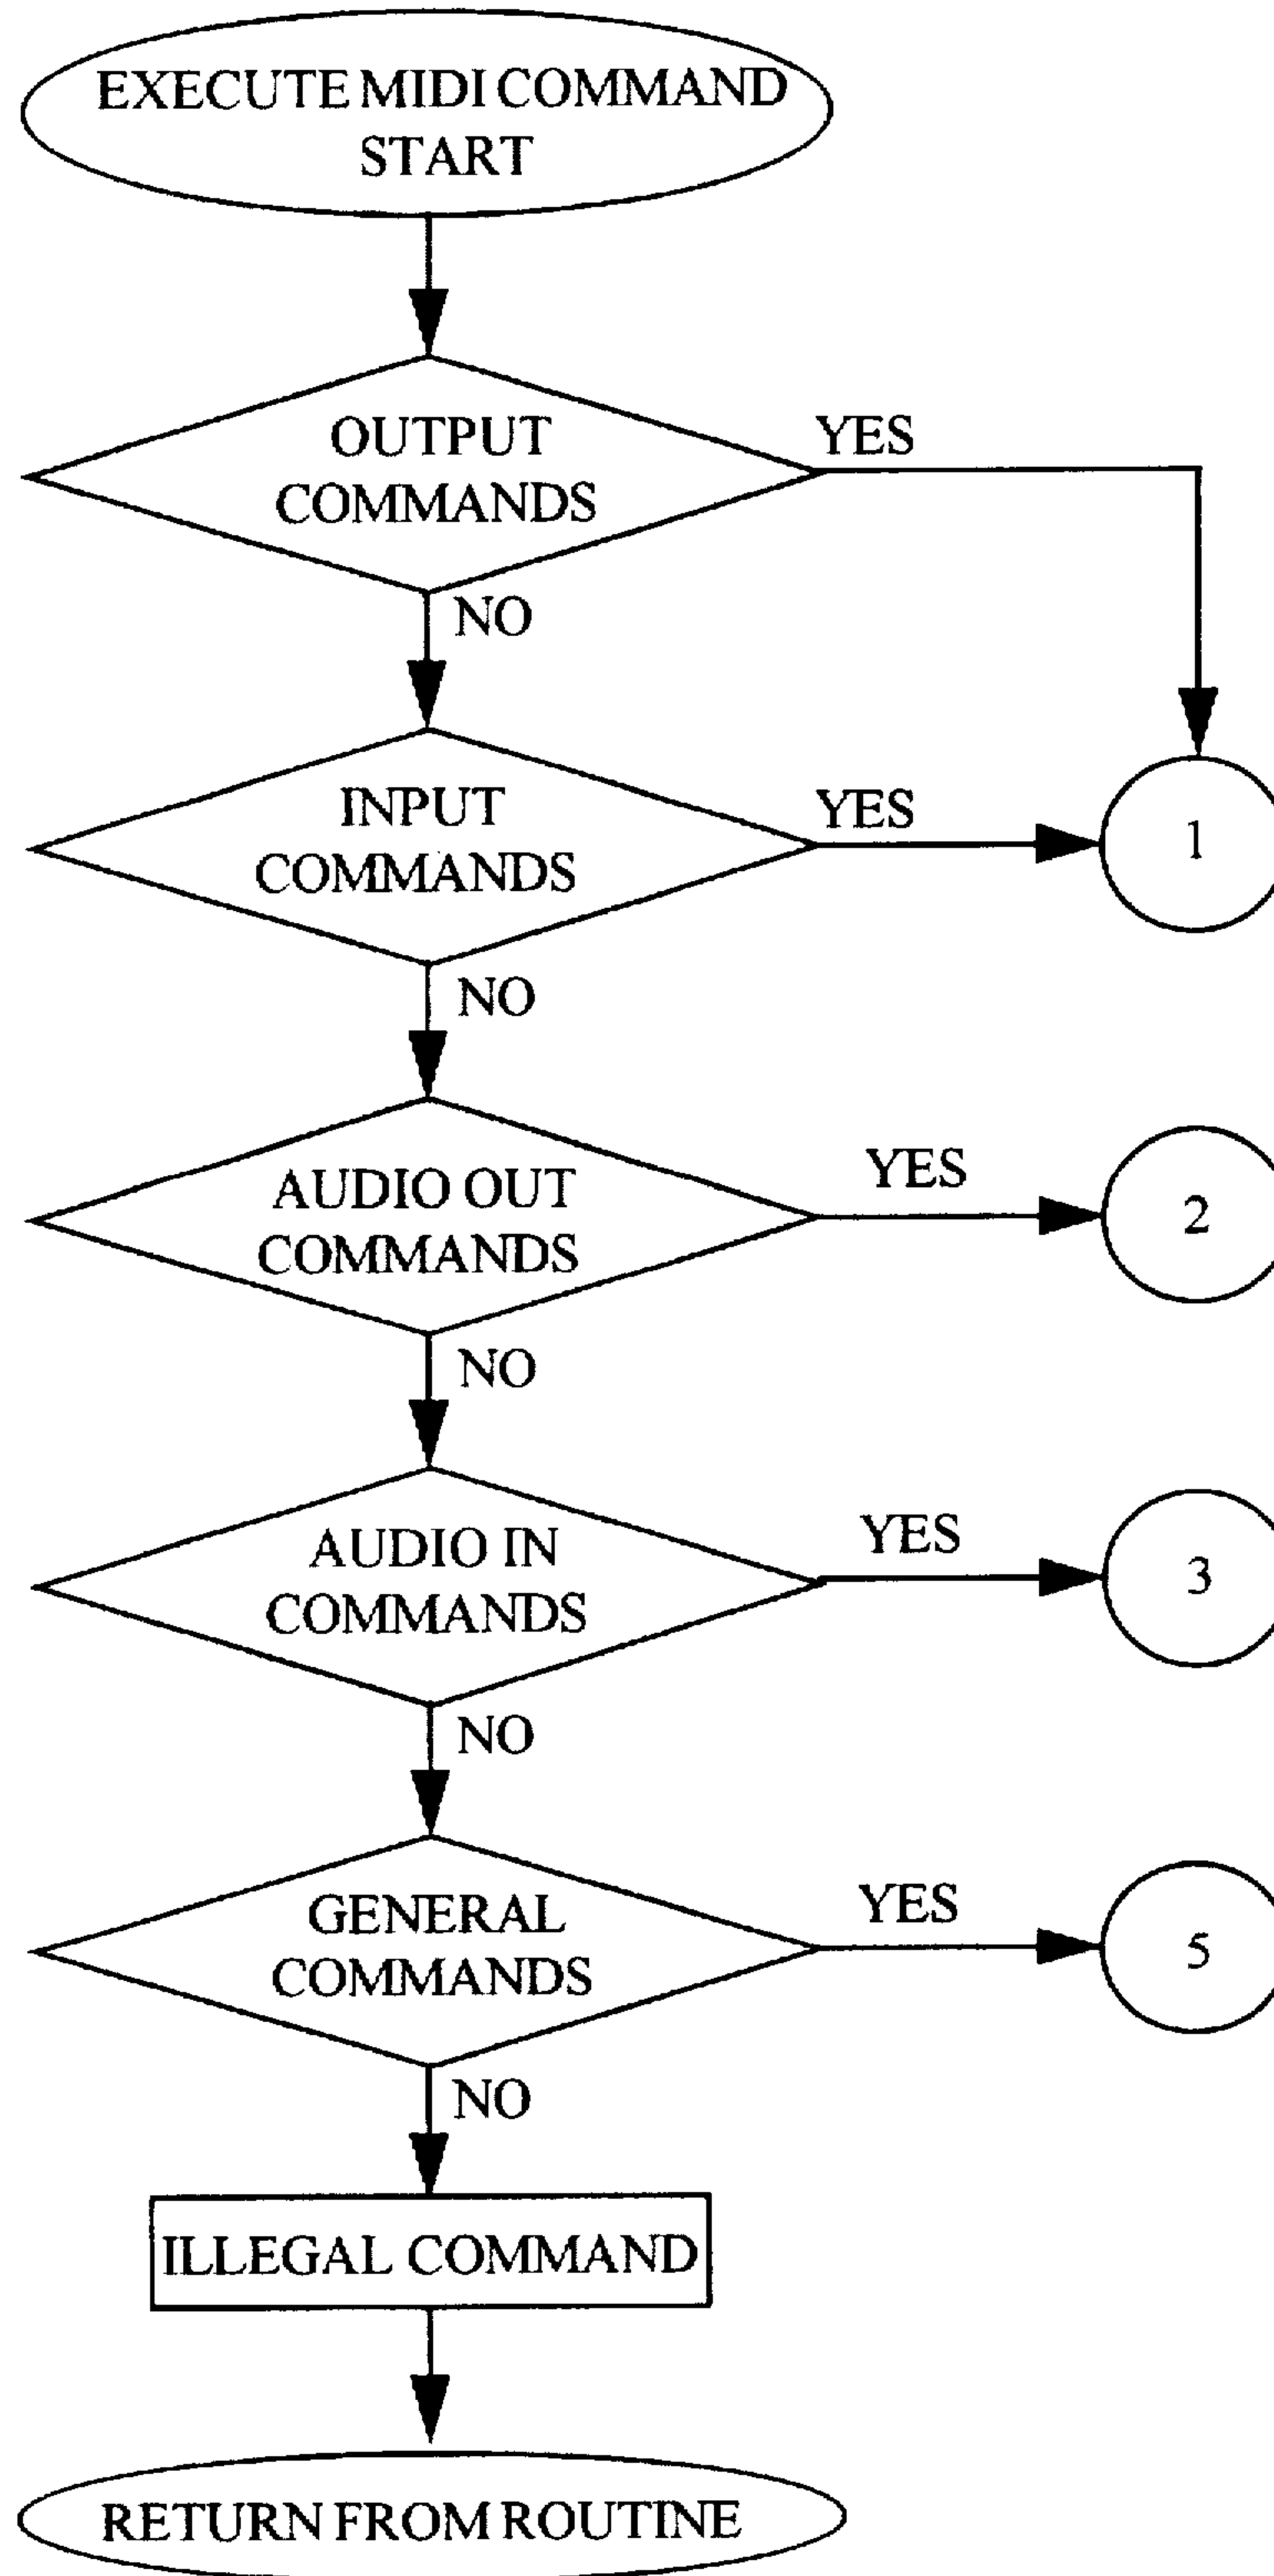 EXECUTE MIDI COMMAND
START
OUTPUT
COMMANDS
YES
NO
INPUT
COMMANDS
YES
1
NO
AUDIO OUT
COMMANDS
YES
2
NO
AUDIO IN
COMMANDS
YES
3
NO
GENERAL
COMMANDS
YES
5
NO
ILLEGAL COMMAND
RETURN FROM ROUTINE